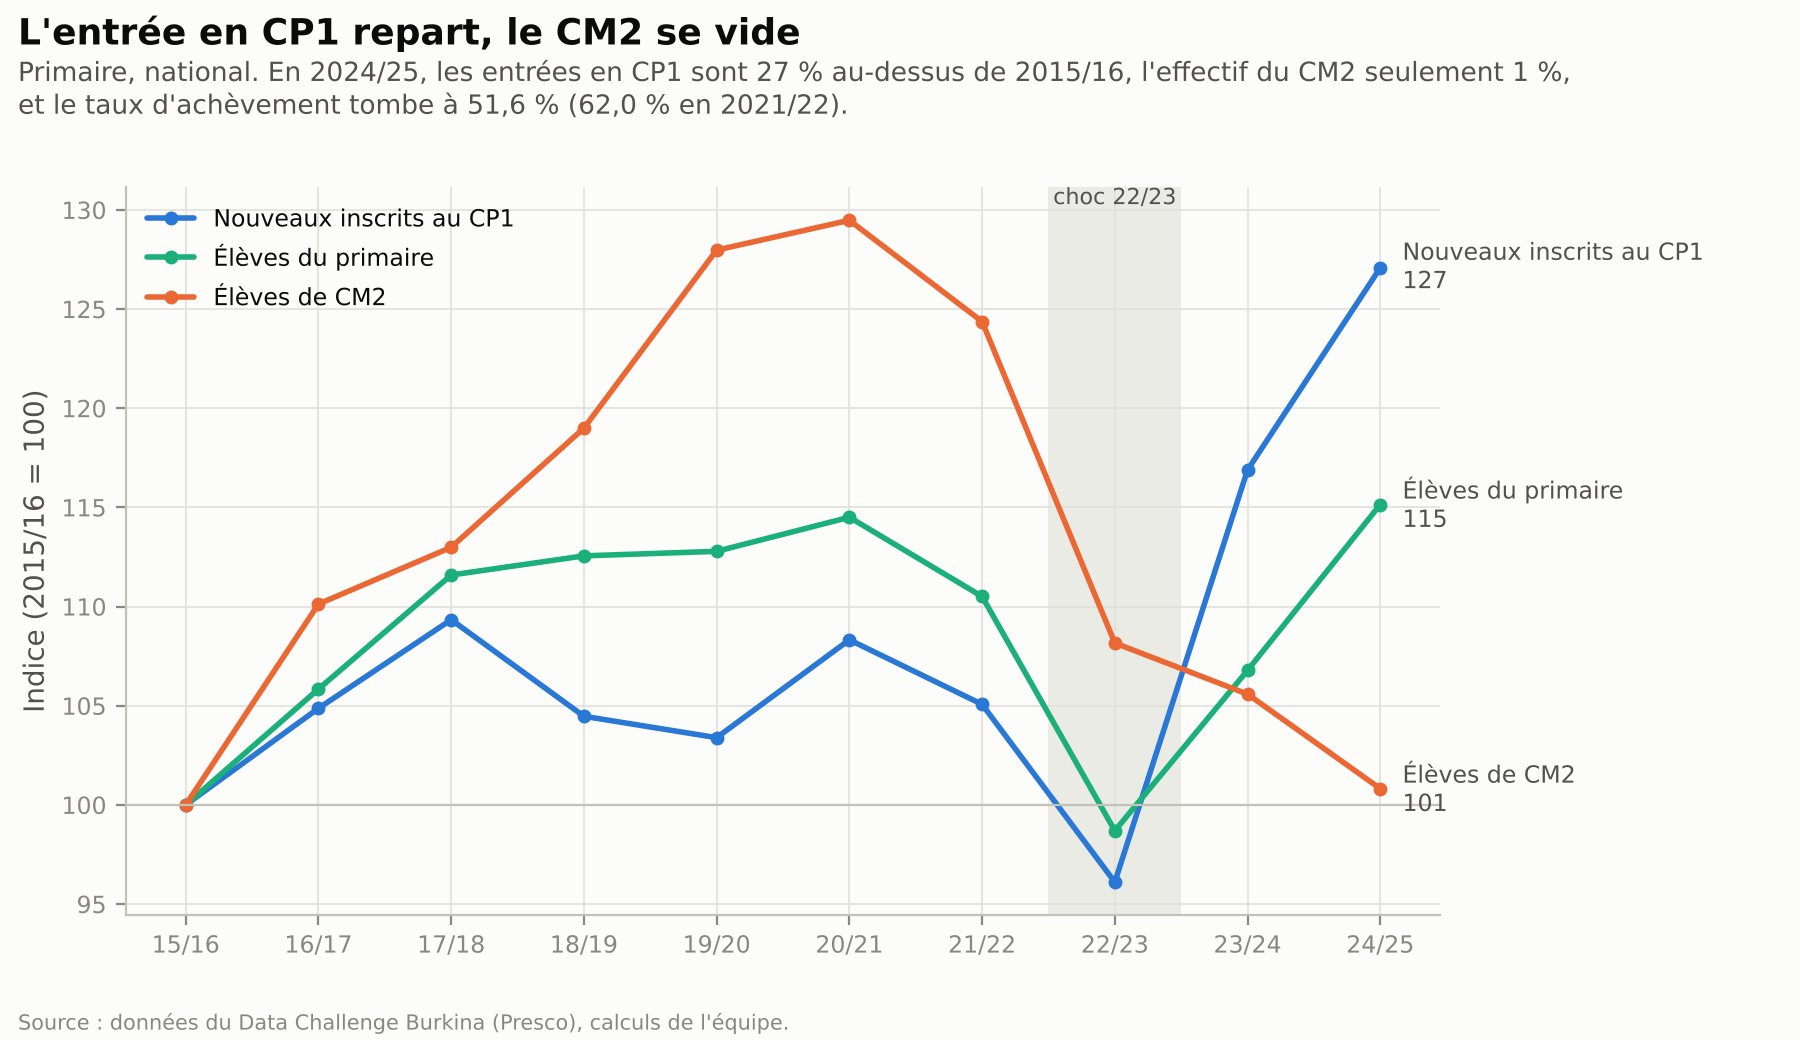 L'entrée en CP1 repart, le CM2 se vide
Primaire, national. En 2024/25, les entrées en CP1 sont 27 % au-dessus de 2015/16, l'effectif du CM2 seulement 1 %,
et le taux d'achèvement tombe à 51,6 % (62,0 % en 2021/22).
choc 22/23
Nouveaux inscrits au CP1
Élèves du primaire
Élèves de CM2
Nouveaux inscrits au CP1
127
Élèves du primaire
115
Élèves de CM2
101
Indice (2015/16 = 100)
130
125
120
115
110
105
100
95
15/16 16/17 17/18 18/19 19/20 20/21 21/22 22/23 23/24 24/25
Source : données du Data Challenge Burkina (Presco), calculs de l'équipe.